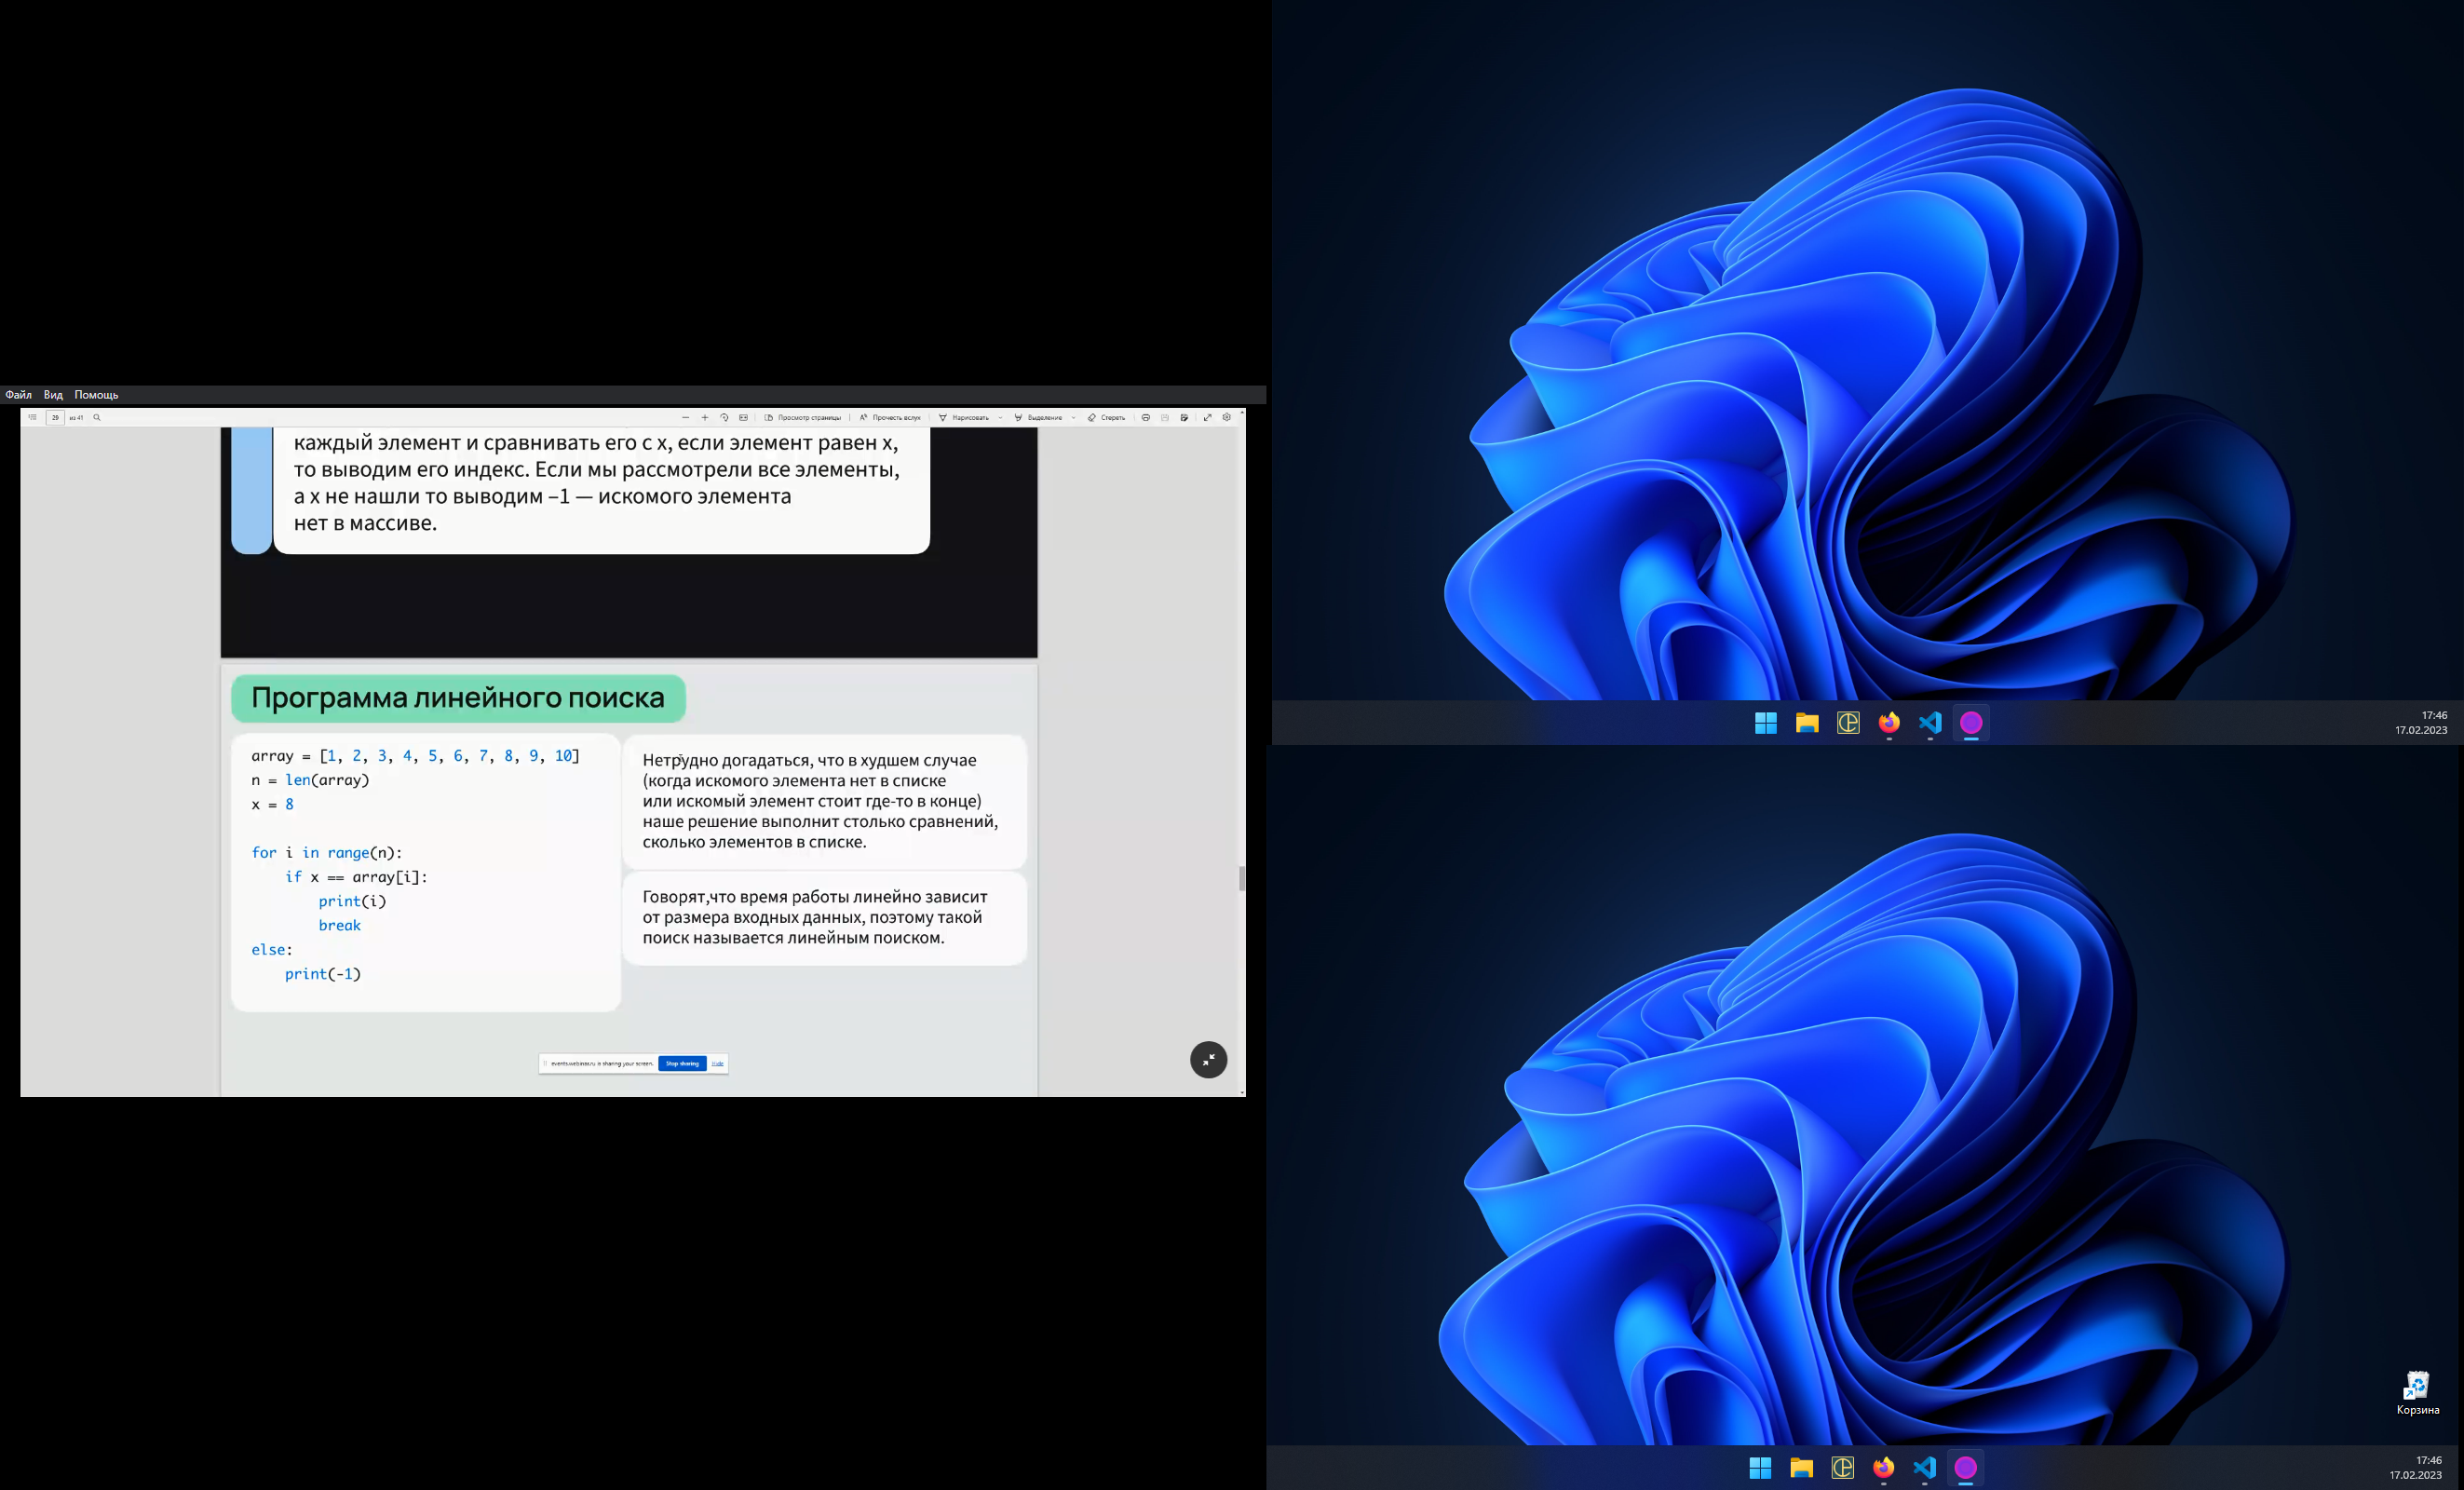 Файл Вид Помощь
29 из 41 Просмотр страницы Прочесть вслух Нарисовать Выделение Стереть
каждый элемент и сравнивать его с x, если элемент равен x,
то выводим его индекс. Если мы рассмотрели все элементы,
а x не нашли то выводим –1 — искомого элемента
нет в массиве.
Программа линейного поиска
array = [1, 2, 3, 4, 5, 6, 7, 8, 9, 10]
n = len(array)
x = 8
for i in range(n):
if x == array[i]:
print(i)
break
else:
print(-1)
Нетрудно догадаться, что в худшем случае
(когда искомого элемента нет в списке
или искомый элемент стоит где-то в конце)
наше решение выполнит столько сравнений,
сколько элементов в списке.
Говорят,что время работы линейно зависит
от размера входных данных, поэтому такой
поиск называется линейным поиском.
events.webinar.ru is sharing your screen. Stop sharing Hide
17:46
17.02.2023
Корзина
17:46
17.02.2023